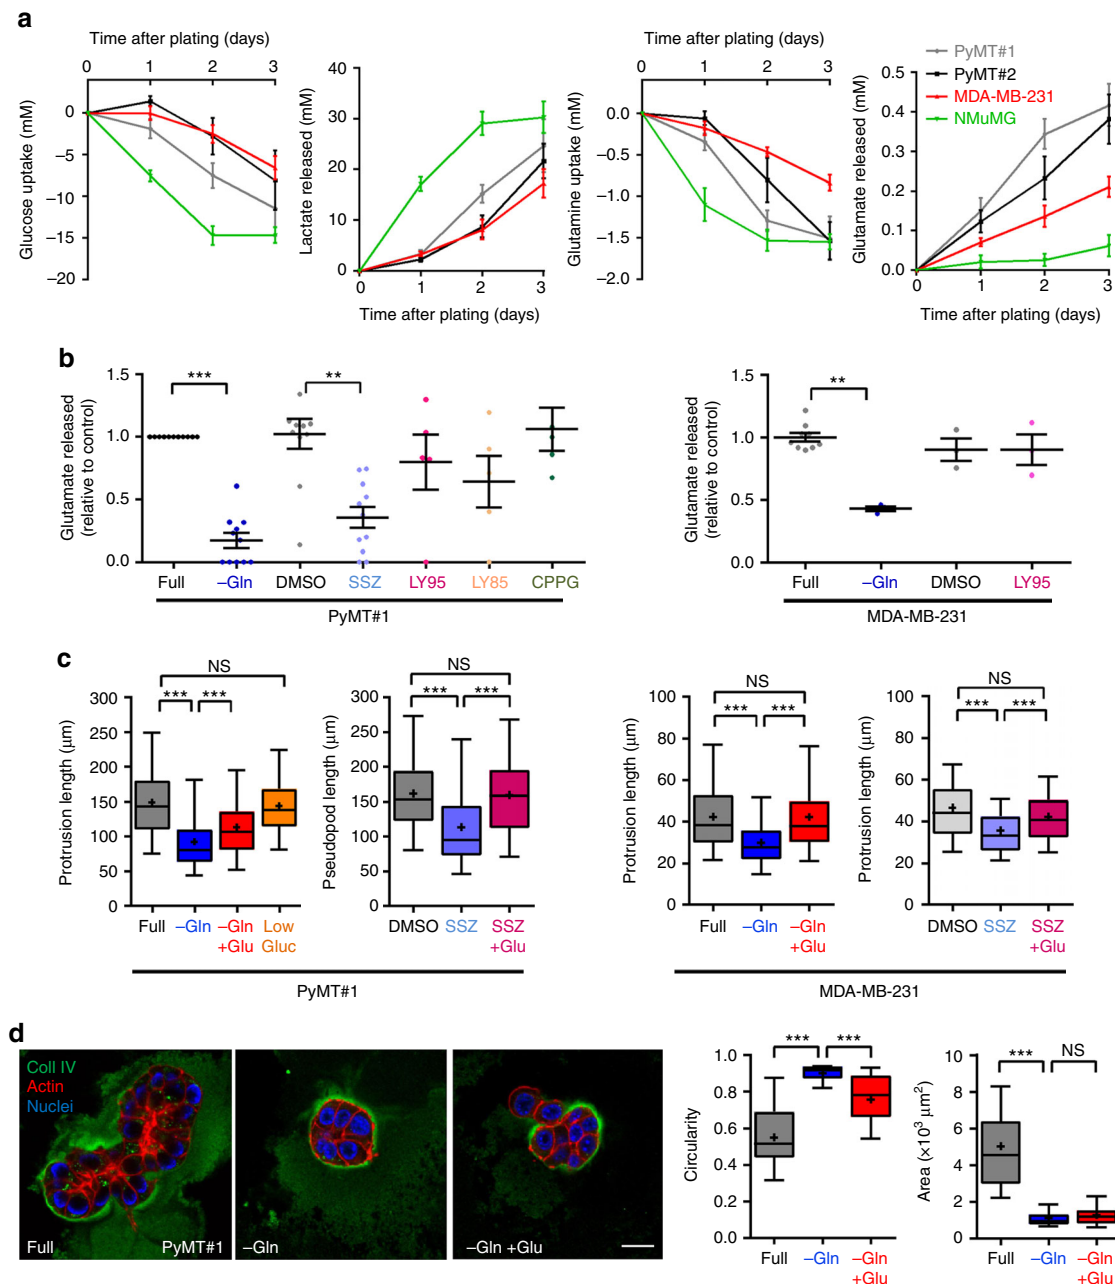 a
Time after plating (days)
0 1 2 3
Glucose uptake (mM)
0
−5
−10
−15
−20
Lactate released (mM)
40
30
20
10
0
0 1 2 3
Time after plating (days)
Time after plating (days)
0 1 2 3
Glutamine uptake (mM)
0.0
−0.5
−1.0
−1.5
−2.0
Glutamate released (mM)
0.5
0.4
0.3
0.2
0.1
0.0
0 1 2 3
Time after plating (days)
PyMT#1
PyMT#2
MDA-MB-231
NMuMG
b
Glutamate released
(relative to control)
1.5
1.0
0.5
0.0
*** **
Full −Gln DMSO SSZ LY95 LY85 CPPG
PyMT#1
Glutamate released
(relative to control)
1.5
1.0
0.5
0.0
**
Full −Gln DMSO LY95
MDA-MB-231
c
Protrusion length (µm)
300
250
200
150
100
50
0
NS
*** ***
Full −Gln −Gln +Glu Low Gluc
Pseudopod length (µm)
300
250
200
150
100
50
0
NS
*** ***
DMSO SSZ SSZ +Glu
PyMT#1
Protrusion length (µm)
100
80
60
40
20
0
NS
*** ***
Full −Gln −Gln +Glu
Protrusion length (µm)
100
80
60
40
20
0
NS
*** ***
DMSO SSZ SSZ +Glu
MDA-MB-231
d
Coll IV
Actin
Nuclei
Full PyMT#1
−Gln
−Gln +Glu
Circularity
1.0
0.8
0.6
0.4
0.2
0.0
*** ***
Full −Gln −Gln +Glu
Area (×10³ µm²)
10
8
6
4
2
0
*** NS
Full −Gln −Gln +Glu